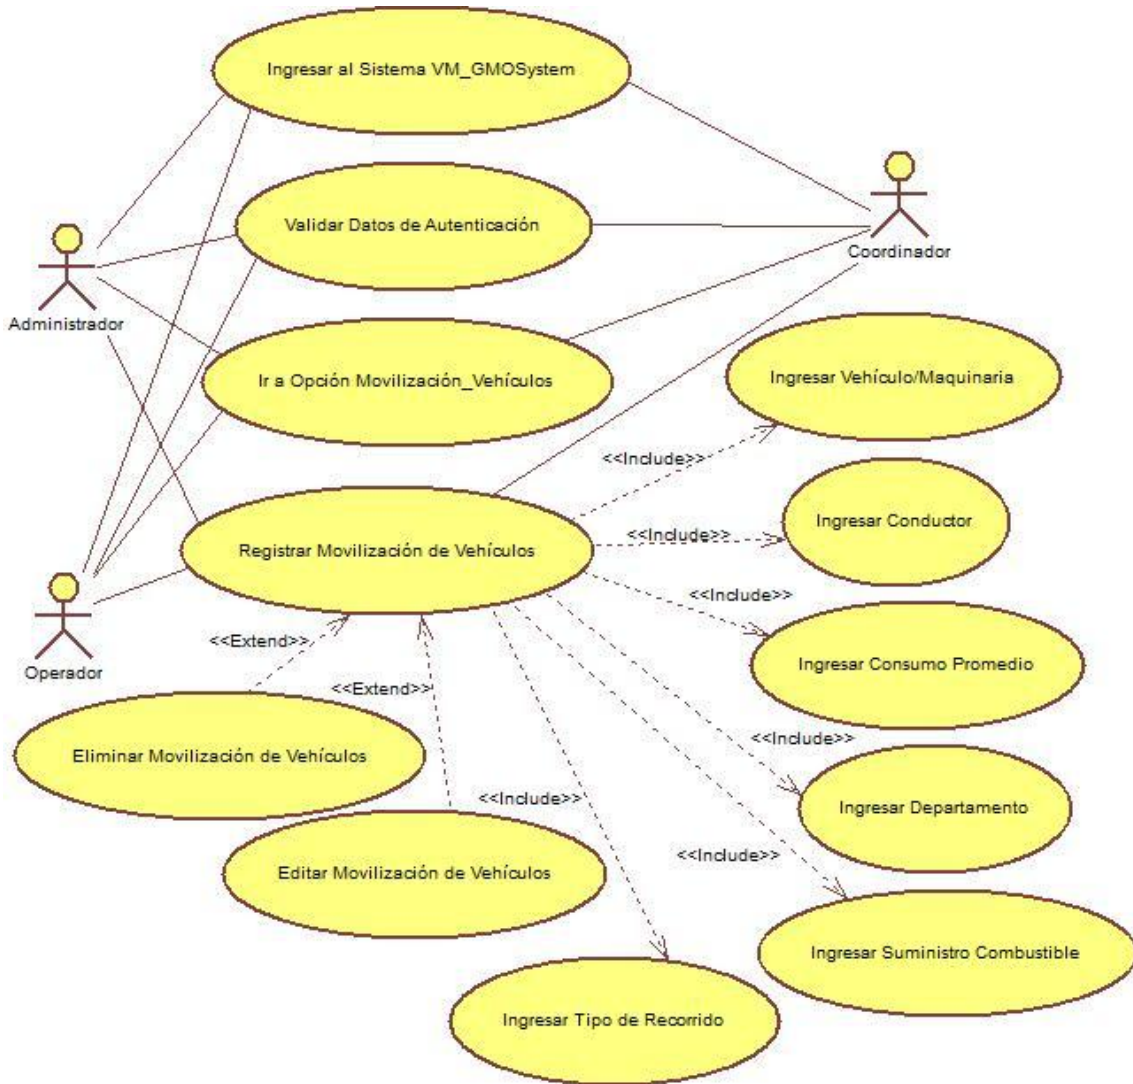 Ingresar al Sistema VM_GMOSystem
Validar Datos de Autenticación
Coordinador
Administrador
Ir a Opción Movilización_Vehículos
Ingresar Vehículo/Maquinaria
<<Include>>
Ingresar Conductor
<<Include>>
Registrar Movilización de Vehículos
<<Include>>
<<Extend>>
Operador
Ingresar Consumo Promedio
<<Extend>>
<<Include>>
Eliminar Movilización de Vehículos
<<Include>>
Ingresar Departamento
<<Include>>
Editar Movilización de Vehículos
Ingresar Suministro Combustible
Ingresar Tipo de Recorrido